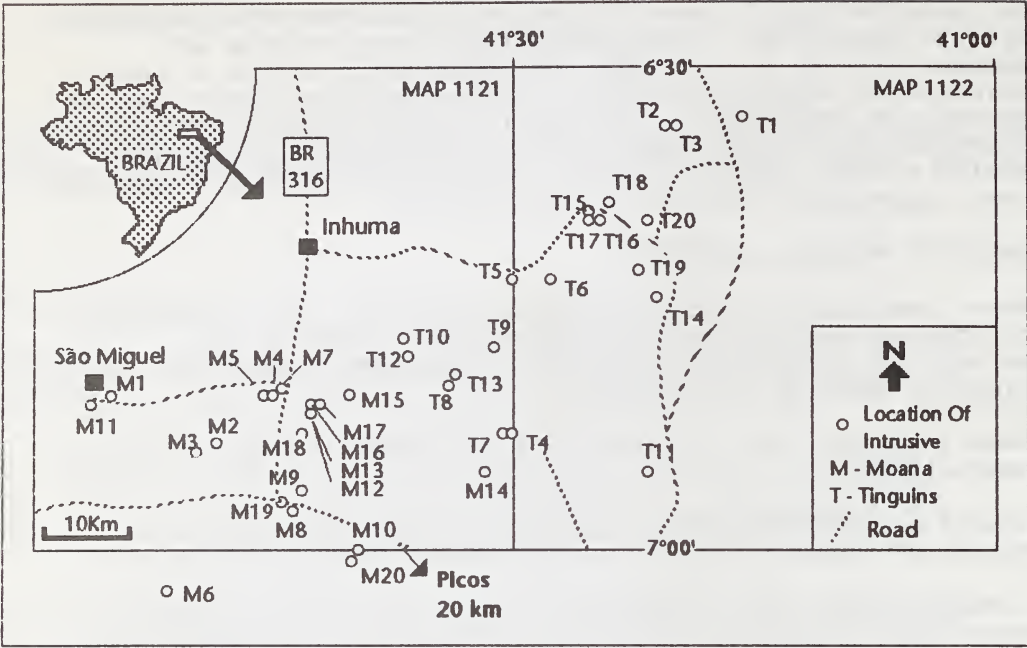 41°30'
41°00'
6°30'
MAP 1121
MAP 1122
T2
T3
T1
BRAZIL
BR
316
T18
T15
T20
T17
T16
Inhuma
T5
T6
T19
T14
T10
T9
T12
São Miguel
M5
M4
M7
M1
T13
T8
M11
M15
M2
M3
M18
M17
M16
M13
M12
T7
T4
T11
M14
M9
M19
M8
10Km
M10
7°00'
M20
Picos
20 km
M6
N
Location Of
Intrusive
M - Moana
T - Tinguins
Road